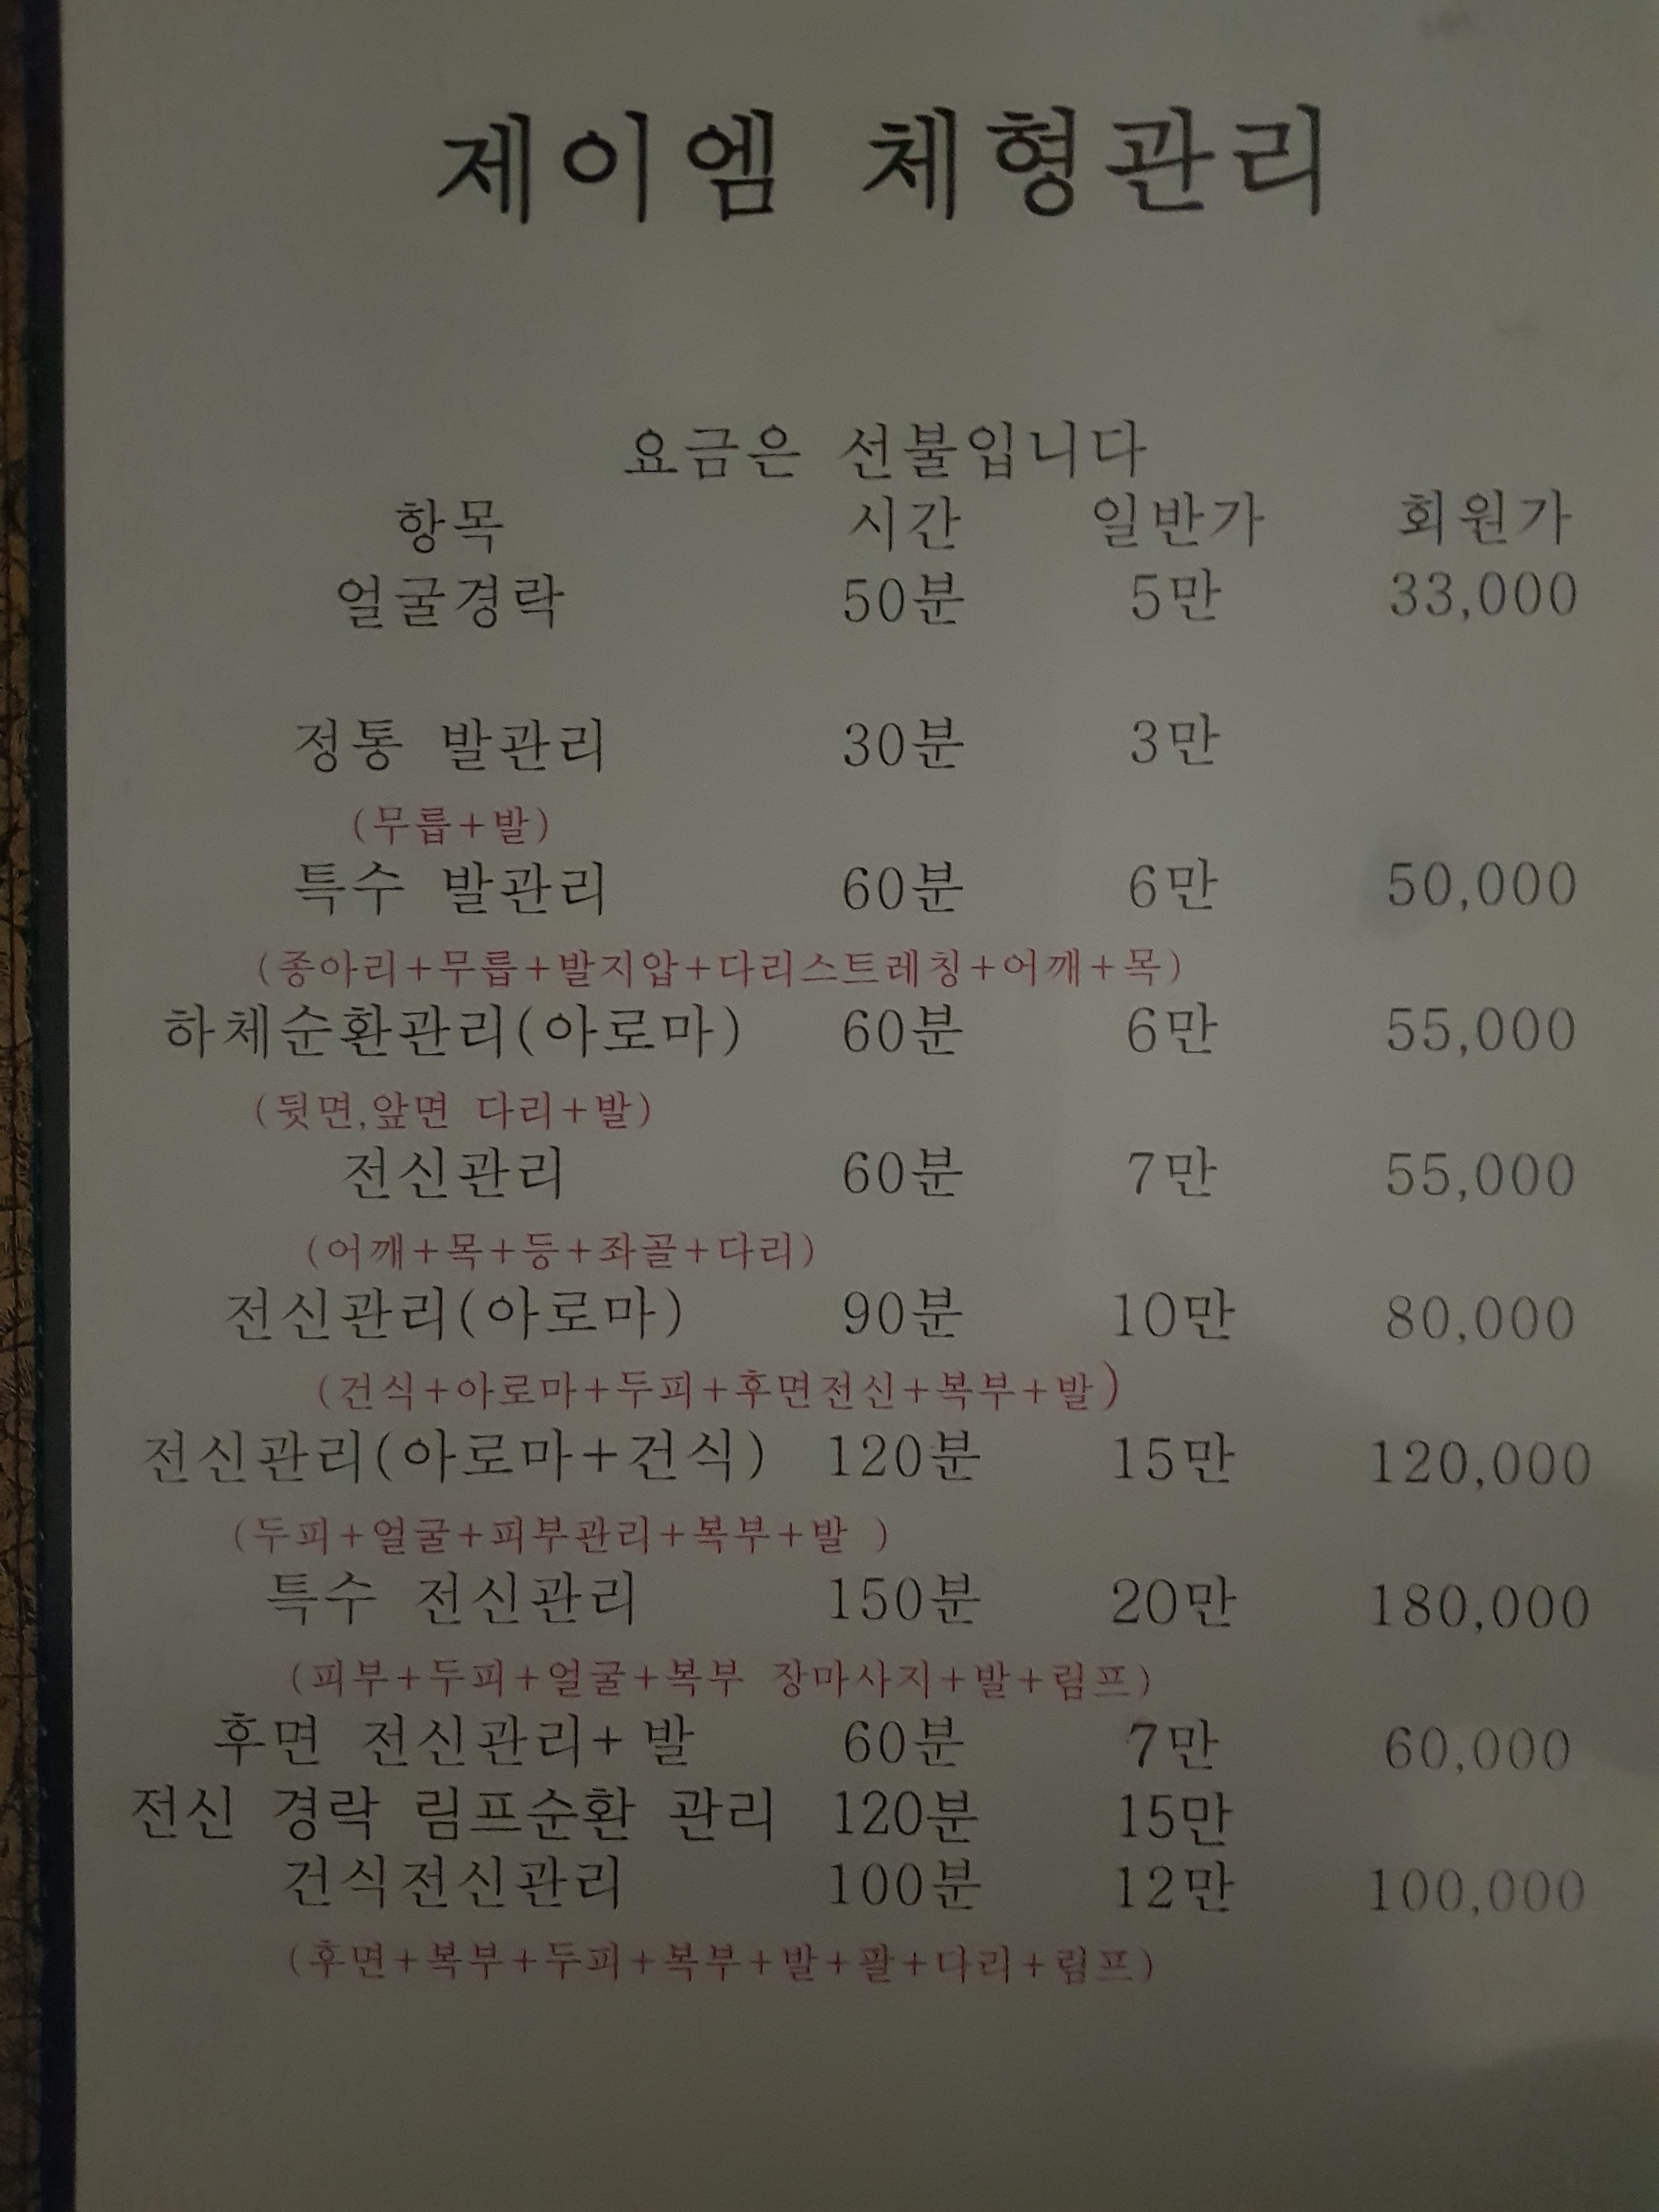 제이엠 체형관리
요금은 선불입니다
항목 시간 일반가 회원가
얼굴경락 50분 5만 33,000
정통 발관리 30분 3만
(무릅+발)
특수 발관리 60분 6만 50,000
(종아리+무릅+발지압+다리스트레칭+어깨+목)
하체순환관리(아로마) 60분 6만 55,000
(뒷면,앞면 다리+발)
전신관리 60분 7만 55,000
(어깨+목+등+좌골+다리)
전신관리(아로마) 90분 10만 80,000
(건식+아로마+두피+후면전신+복부+발)
전신관리(아로마+건식) 120분 15만 120,000
(두피+얼굴+피부관리+복부+발 )
특수 전신관리 150분 20만 180,000
(피부+두피+얼굴+복부 장마사지+발+림프)
후면 전신관리+발 60분 7만 60,000
전신 경락 림프순환 관리 120분 15만
건식전신관리 100분 12만 100,000
(후면+복부+두피+복부+발+팔+다리+림프)